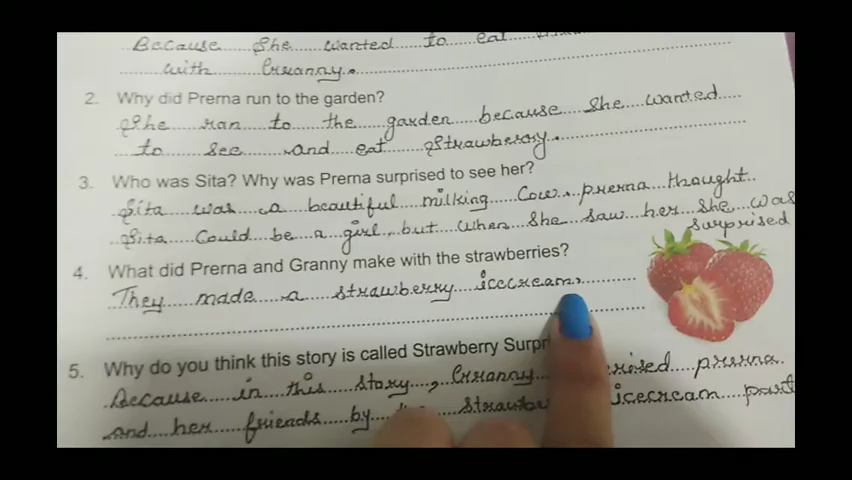 Because She wanted to eat
with Granny.
2. Why did Prerna run to the garden?
She ran to the garden because She wanted
to see and eat Strawberry.
3. Who was Sita? Why was Prerna surprised to see her?
Sita was a beautiful milking Cow. prerna thought
Sita Could be a girl, but when She saw her She was
surprised
4. What did Prerna and Granny make with the strawberries?
They made a strawberry icecream.
5. Why do you think this story is called Strawberry Surpri
Because in this story, Granny rised prerna
and her friends by strawbe icecream part